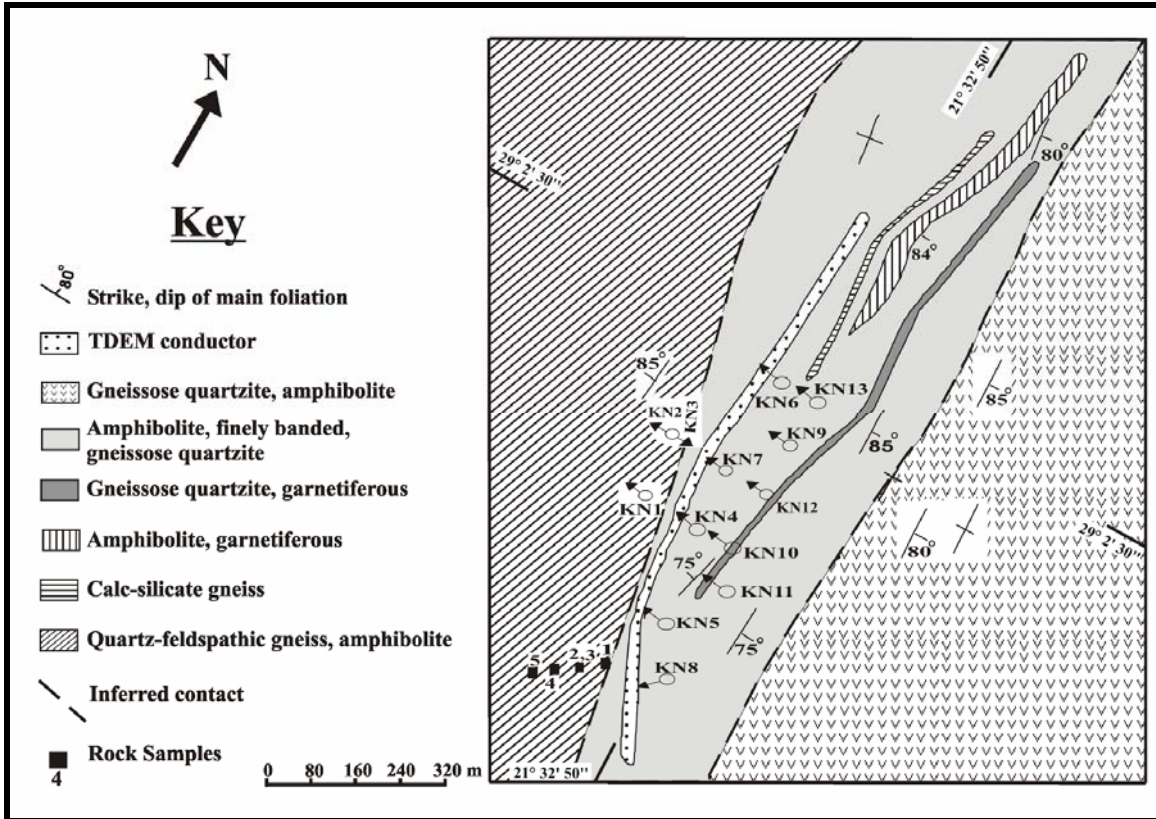 N
Key
80°
Strike, dip of main foliation
TDEM conductor
Gneissose quartzite, amphibolite
Amphibolite, finely banded,
gneissose quartzite
Gneissose quartzite, garnetiferous
Amphibolite, garnetiferous
Calc-silicate gneiss
Quartz-feldspathic gneiss, amphibolite
Inferred contact
Rock Samples
4
0 80 160 240 320 m
21° 32' 50"
29° 2' 30"
80°
84°
85°
KN13
KN6
85°
KN2
KN3
KN9
85°
KN7
KN1
KN12
KN4
80°
29° 2' 30"
KN10
75°
KN11
KN5
75°
1
2,3
5
4
KN8
21° 32' 50"